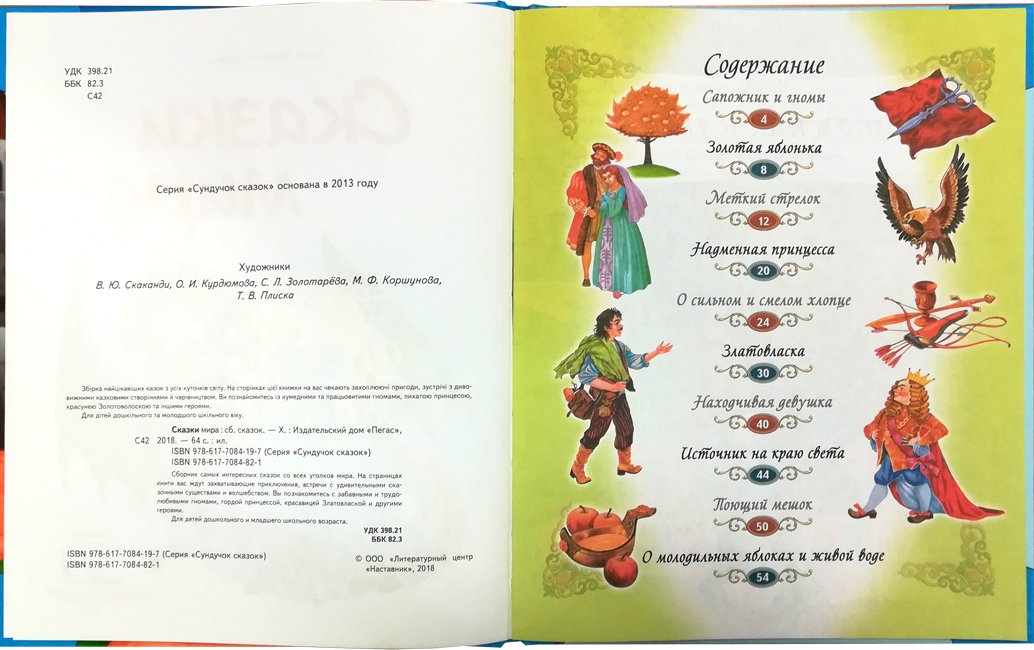 УДК 398.21
ББК 82.3
С42
Серия «Сундучок сказок» основана в 2013 году
Художники
В. Ю. Скаканди, О. И. Курдюмова, С. Л. Золотарёва, М. Ф. Коршунова,
Т. В. Плиска
Збірка найцікавіших казок з усіх куточків світу. На сторінках цієї книжки на вас чекають захоплюючі пригоди, зустрічі з диво-
вижними казковими створіннями й чарівництвом. Ви познайомитесь із кумедними та працьовитими гномами, пихатою принцесою,
красунею Золотоволоскою та іншими героями.
Для дітей дошкільного та молодшого шкільного віку.
Сказки мира : сб. сказок. — Х. : Издательский дом «Пегас»,
С42 2018. — 64 с. : ил.
ISBN 978-617-7084-19-7 (Серия «Сундучок сказок»)
ISBN 978-617-7084-82-1
Сборник самых интересных сказок со всех уголков мира. На страницах
книги вас ждут захватывающие приключения, встречи с удивительными ска-
зочными существами и волшебством. Вы познакомитесь с забавными и трудо-
любивыми гномами, гордой принцессой, красавицей Златовлаской и другими
героями.
Для детей дошкольного и младшего школьного возраста.
УДК 398.21
ББК 82.3
ISBN 978-617-7084-19-7 (Серия «Сундучок сказок»)
ISBN 978-617-7084-82-1
© ООО «Литературный центр
«Наставник», 2018
Содержание
Сапожник и гномы
4
Золотая яблонька
8
Меткий стрелок
12
Надменная принцесса
20
О сильном и смелом хлопце
24
Златовласка
30
Находчивая девушка
40
Источник на краю света
44
Поющий мешок
50
О молодильных яблоках и живой воде
54